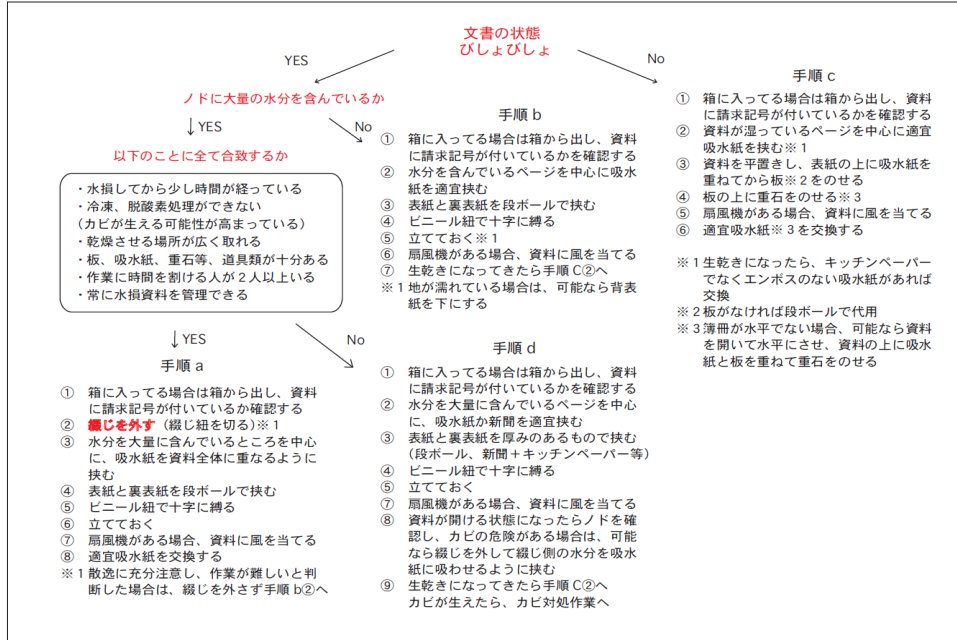 文書の状態
びしょびしょ
YES
No
ノドに大量の水分を含んでいるか
YES
No
以下のことに全て合致するか
・水損してから少し時間が経っている
・冷凍、脱酸素処理ができない
(カビが生える可能性が高まっている)
・乾燥させる場所が広く取れる
・板、吸水紙、重石等、道具類が十分ある
・作業に時間を割ける人が2人以上いる
・常に水損資料を管理できる
YES
No
手順 a
① 箱に入ってる場合は箱から出し、資料
に請求記号が付いているか確認する
② 綴じを外す(綴じ紐を切る)※1
③ 水分を大量に含んでいるところを中心
に、吸水紙を資料全体に重なるように
挟む
④ 表紙と裏表紙を段ボールで挟む
⑤ ビニール紐で十字に縛る
⑥ 立てておく
⑦ 扇風機がある場合、資料に風を当てる
⑧ 適宜吸水紙を交換する
※1散逸に充分注意し、作業が難しいと判
断した場合は、綴じを外さず手順 b②へ
手順 b
① 箱に入ってる場合は箱から出し、資料
に請求記号が付いているかを確認する
② 水分を含んでいるページを中心に吸水
紙を適宜挟む
③ 表紙と裏表紙を段ボールで挟む
④ ビニール紐で十字に縛る
⑤ 立てておく※1
⑥ 扇風機がある場合、資料に風を当てる
⑦ 生乾きになってきたら手順 C②へ
※1地が濡れている場合は、可能なら背表
紙を下にする
手順 d
① 箱に入ってる場合は箱から出し、資料
に請求記号が付いているかを確認する
② 水分を大量に含んでいるページを中心
に、吸水紙か新聞を適宜挟む
③ 表紙と裏表紙を厚みのあるもので挟む
(段ボール、新聞+キッチンペーパー等)
④ ビニール紐で十字に縛る
⑤ 立てておく
⑦ 扇風機がある場合、資料に風を当てる
⑧ 資料が開ける状態になったらノドを確
認し、カビの危険がある場合は、可能
なら綴じを外して綴じ側の水分を吸水
紙に吸わせるように挟む
⑨ 生乾きになってきたら手順 C②へ
カビが生えたら、カビ対処作業へ
手順 c
① 箱に入ってる場合は箱から出し、資料
に請求記号が付いているかを確認する
② 資料が湿っているページを中心に適宜
吸水紙を挟む※1
③ 資料を平置きし、表紙の上に吸水紙を
重ねてから板※2をのせる
④ 板の上に重石をのせる※3
⑤ 扇風機がある場合、資料に風を当てる
⑥ 適宜吸水紙※3を交換する
※1生乾きになったら、キッチンペーパー
でなくエンボスのない吸水紙があれば
交換
※2板がなければ段ボールで代用
※3簿冊が水平でない場合、可能なら資料
を開いて水平にさせ、資料の上に吸水
紙と板を重ねて重石をのせる